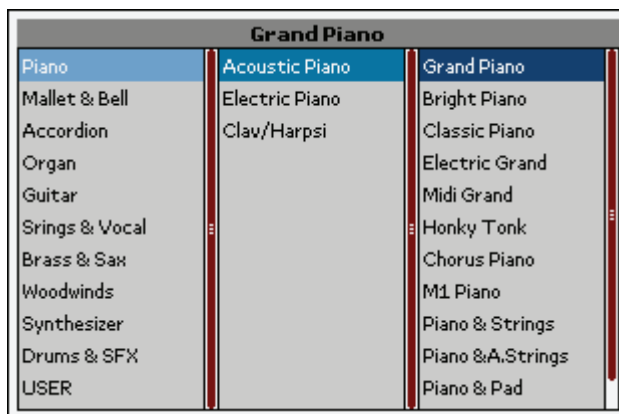 Grand Piano
Piano
Mallet & Bell
Accordion
Organ
Guitar
Srings & Vocal
Brass & Sax
Woodwinds
Synthesizer
Drums & SFX
USER
Acoustic Piano
Electric Piano
Clav/Harpsi
Grand Piano
Bright Piano
Classic Piano
Electric Grand
Midi Grand
Honky Tonk
Chorus Piano
M1 Piano
Piano & Strings
Piano &A.Strings
Piano & Pad